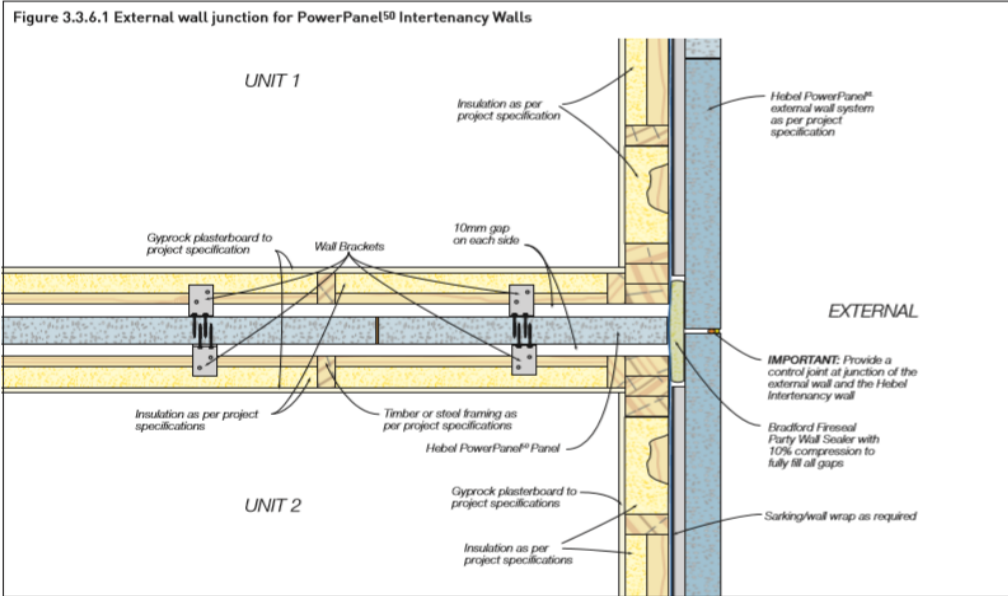 Figure 3.3.6.1 External wall junction for PowerPanel⁵⁰ Intertenancy Walls
UNIT 1
Insulation as per
project specification
Hebel PowerPanel
external wall system
as per project
specification
Gyprock plasterboard to
project specification
Wall Brackets
10mm gap
on each side
EXTERNAL
IMPORTANT: Provide a
control joint at junction of the
external wall and the Hebel
Intertenancy wall
Insulation as per project
specifications
Timber or steel framing as
per project specifications
Hebel PowerPanel⁵⁰ Panel
Bradford Fireseal
Party Wall Sealer with
10% compression to
fully fill all gaps
UNIT 2
Gyprock plasterboard to
project specifications
Sarking/wall wrap as required
Insulation as per
project specifications